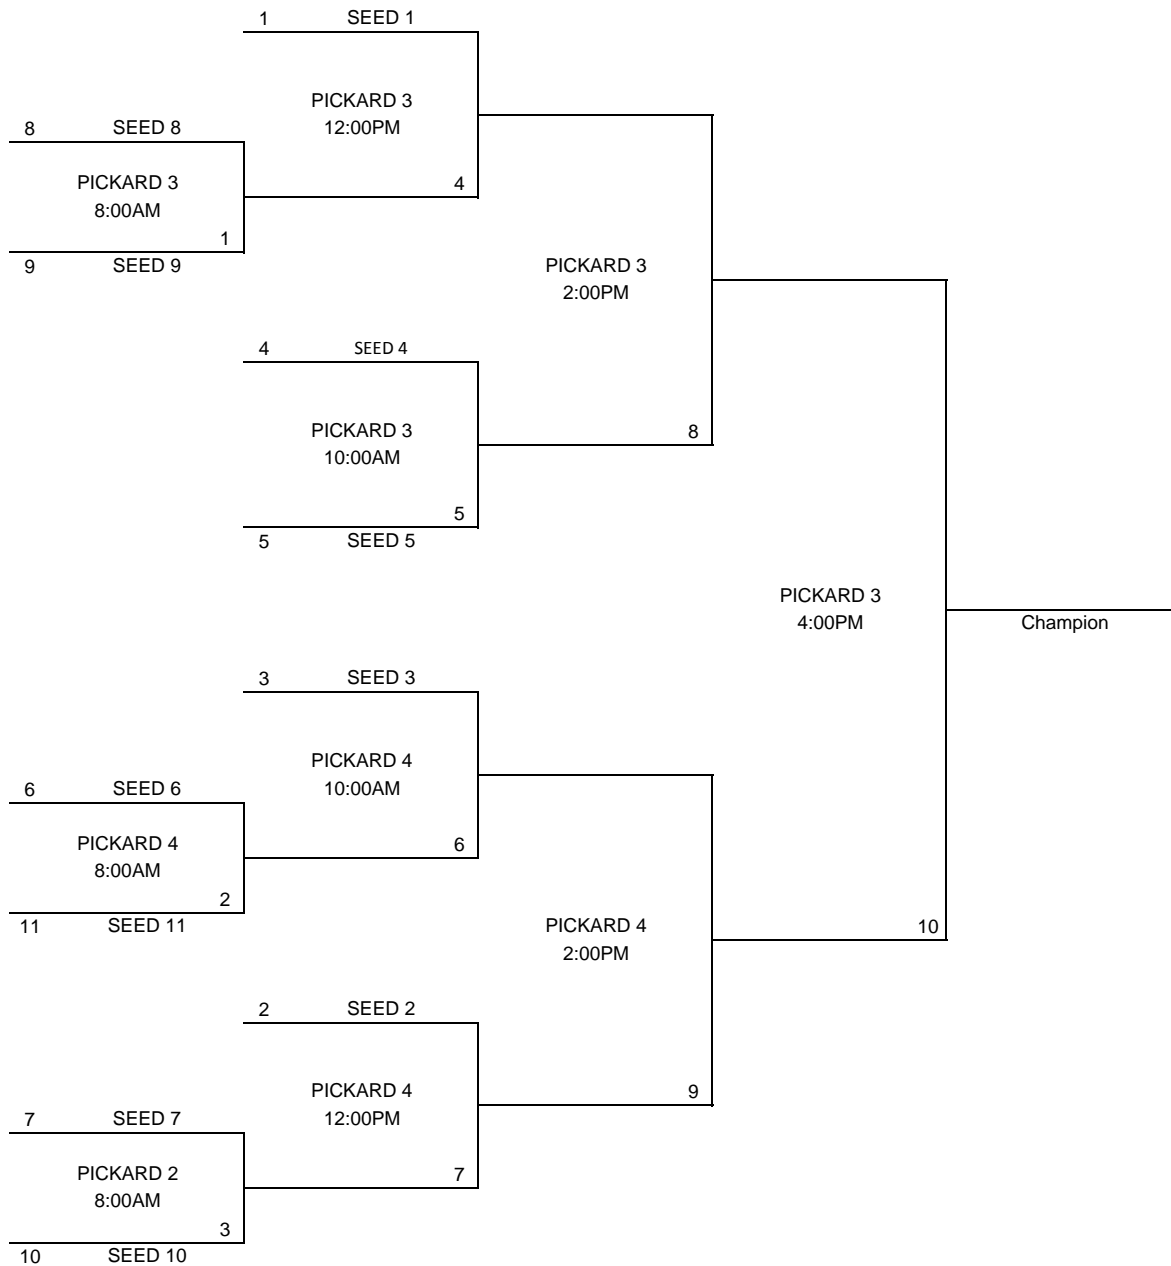 1 SEED 1
PICKARD 3
12:00PM
8 SEED 8
PICKARD 3
8:00AM
4
1
9 SEED 9
PICKARD 3
2:00PM
4 SEED 4
PICKARD 3
10:00AM
8
5
5 SEED 5
PICKARD 3
4:00PM
Champion
3 SEED 3
PICKARD 4
10:00AM
6 SEED 6
PICKARD 4
8:00AM
6
2
11 SEED 11
PICKARD 4
2:00PM
10
2 SEED 2
PICKARD 4
12:00PM
9
7 SEED 7
PICKARD 2
8:00AM
7
3
10 SEED 10